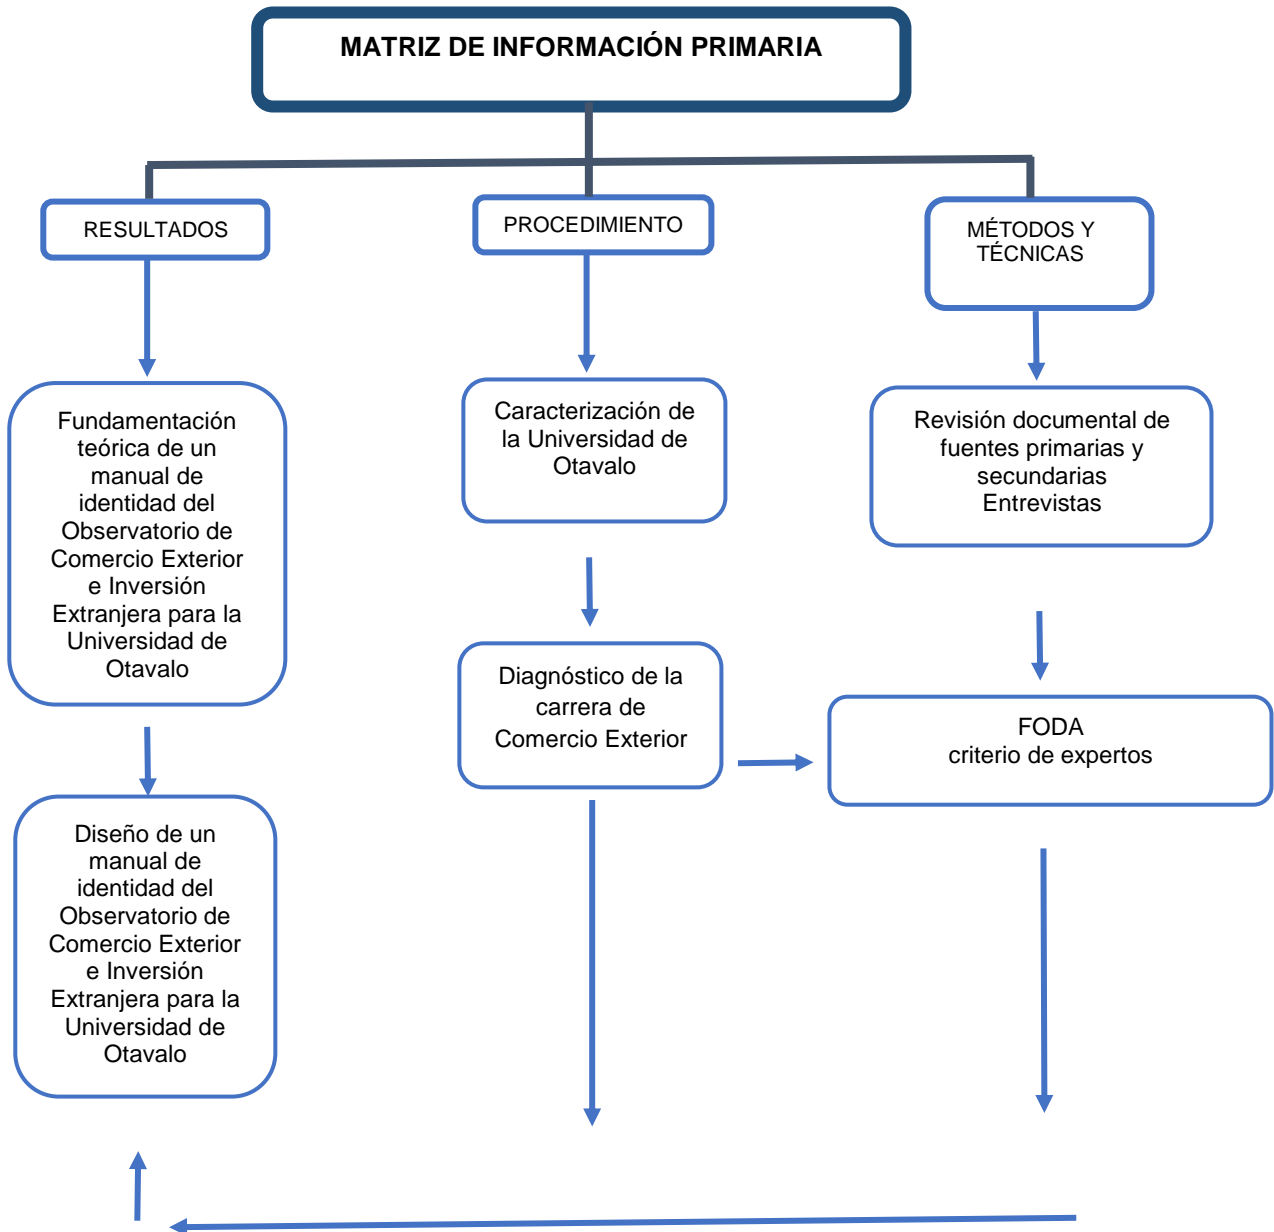 MATRIZ DE INFORMACIÓN PRIMARIA
RESULTADOS
PROCEDIMIENTO
MÉTODOS Y
TÉCNICAS
Fundamentación
teórica de un
manual de
identidad del
Observatorio de
Comercio Exterior
e Inversión
Extranjera para la
Universidad de
Otavalo
Caracterización de
la Universidad de
Otavalo
Revisión documental de
fuentes primarias y
secundarias
Entrevistas
Diagnóstico de la
carrera de
Comercio Exterior
FODA
criterio de expertos
Diseño de un
manual de
identidad del
Observatorio de
Comercio Exterior
e Inversión
Extranjera para la
Universidad de
Otavalo